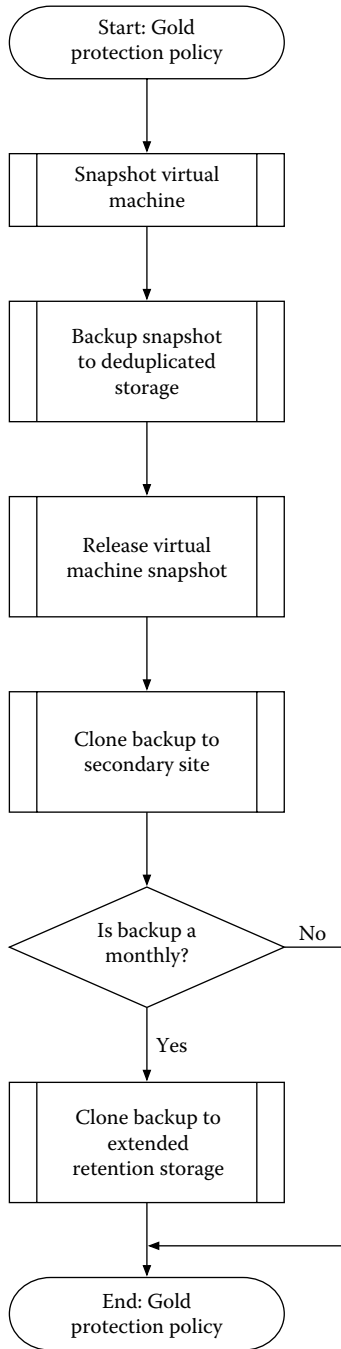 Start: Gold
protection policy
Snapshot virtual
machine
Backup snapshot
to deduplicated
storage
Release virtual
machine snapshot
Clone backup to
secondary site
Is backup a
monthly?
No
Yes
Clone backup to
extended
retention storage
End: Gold
protection policy